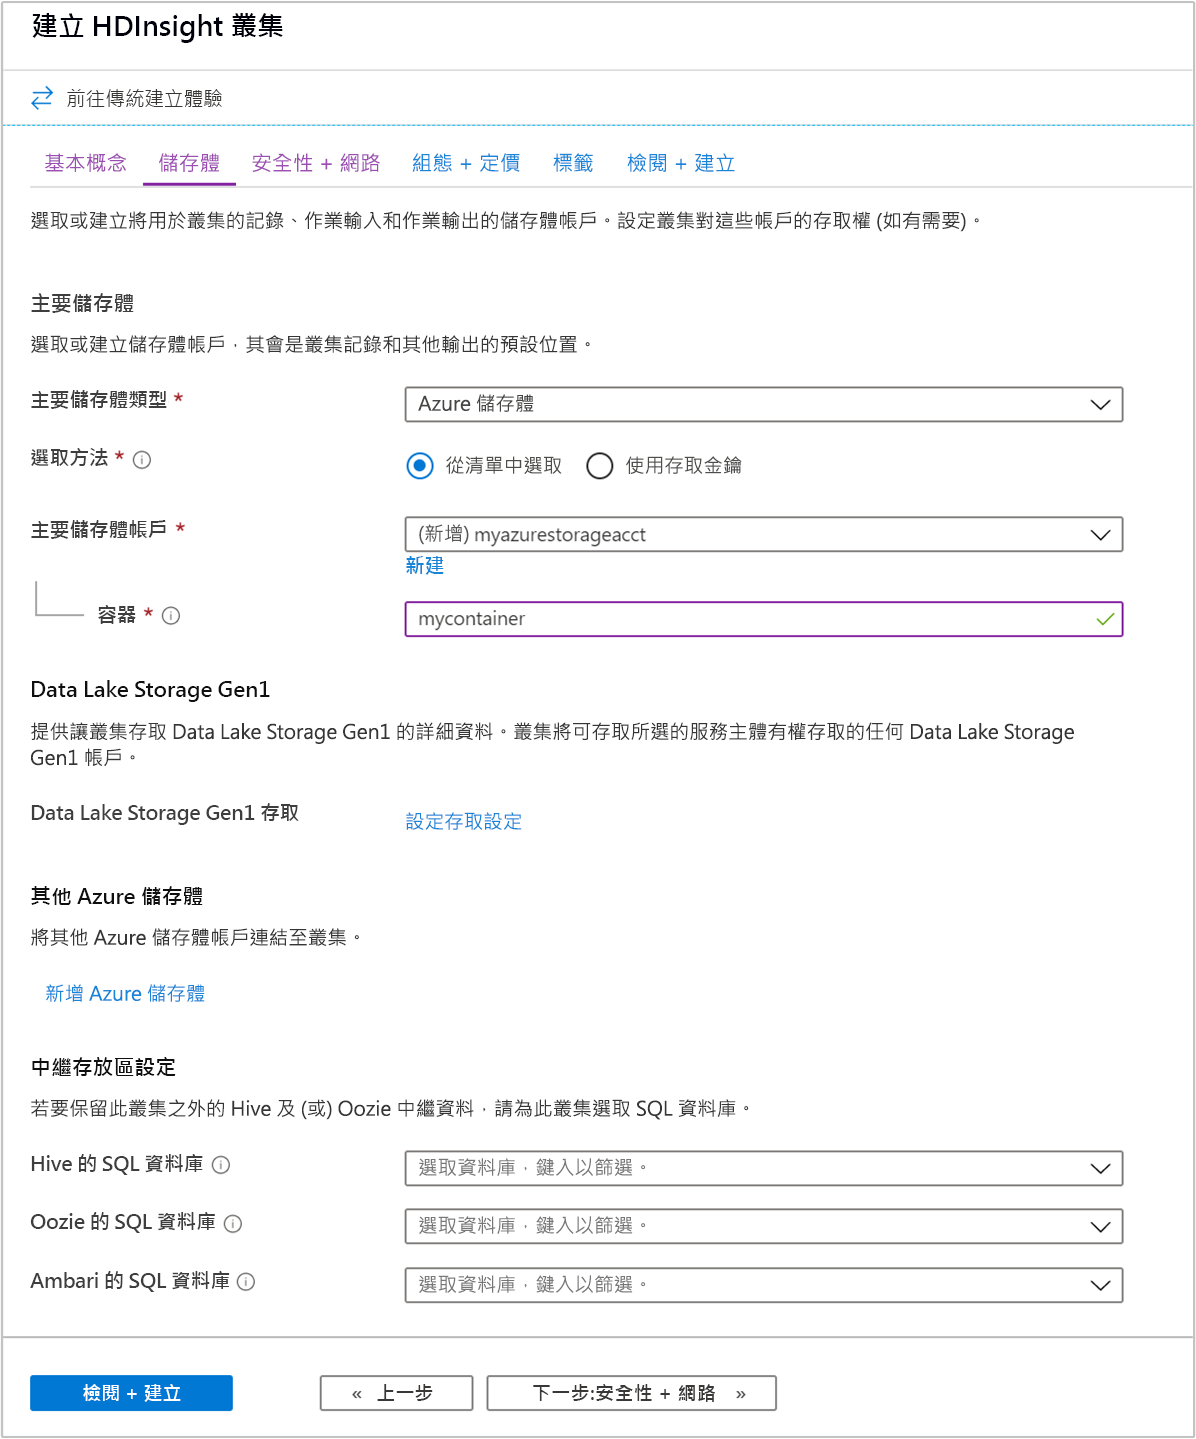 建立 HDInsight 叢集
前往傳統建立體驗
基本概念 儲存體 安全性 + 網路 組態 + 定價 標籤 檢閱 + 建立
選取或建立將用於叢集的記錄、作業輸入和作業輸出的儲存體帳戶。設定叢集對這些帳戶的存取權 (如有需要)。
主要儲存體
選取或建立儲存體帳戶，其會是叢集記錄和其他輸出的預設位置。
主要儲存體類型 *
Azure 儲存體
選取方法 *
從清單中選取 使用存取金鑰
主要儲存體帳戶 *
(新增) myazurestorageacct
新建
容器 *
mycontainer
Data Lake Storage Gen1
提供讓叢集存取 Data Lake Storage Gen1 的詳細資料。叢集將可存取所選的服務主體有權存取的任何 Data Lake Storage
Gen1 帳戶。
Data Lake Storage Gen1 存取
設定存取設定
其他 Azure 儲存體
將其他 Azure 儲存體帳戶連結至叢集。
新增 Azure 儲存體
中繼存放區設定
若要保留此叢集之外的 Hive 及 (或) Oozie 中繼資料，請為此叢集選取 SQL 資料庫。
Hive 的 SQL 資料庫
選取資料庫，鍵入以篩選。
Oozie 的 SQL 資料庫
選取資料庫，鍵入以篩選。
Ambari 的 SQL 資料庫
選取資料庫，鍵入以篩選。
檢閱 + 建立 « 上一步 下一步:安全性 + 網路 »